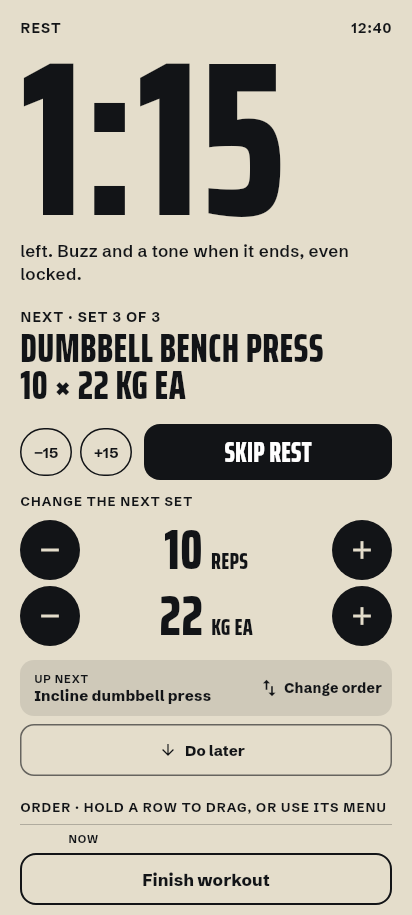 REST 12:40
1:15
left. Buzz and a tone when it ends, even
locked.
NEXT · SET 3 OF 3
DUMBBELL BENCH PRESS
10 × 22 KG EA
−15 +15 SKIP REST
CHANGE THE NEXT SET
− 10 REPS +
− 22 KG EA +
UP NEXT
Incline dumbbell press Change order
Do later
ORDER · HOLD A ROW TO DRAG, OR USE ITS MENU
NOW
Finish workout